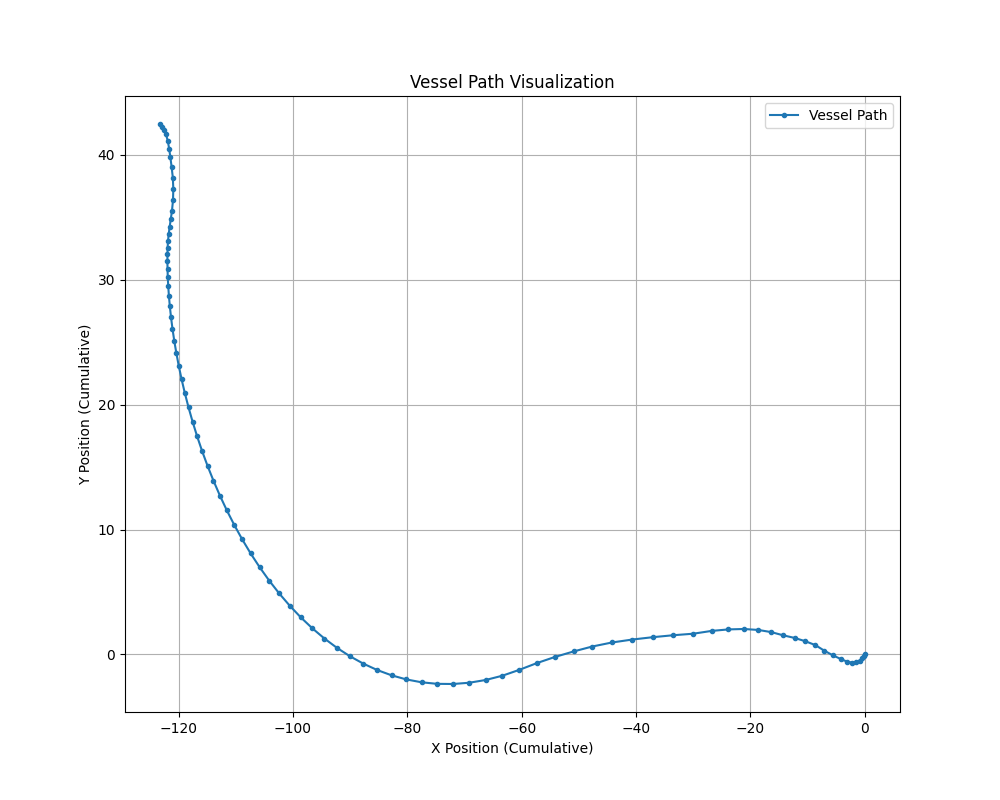 Vessel Path Visualization
Vessel Path
40
30
20
10
0
Y Position (Cumulative)
−120 −100 −80 −60 −40 −20 0
X Position (Cumulative)